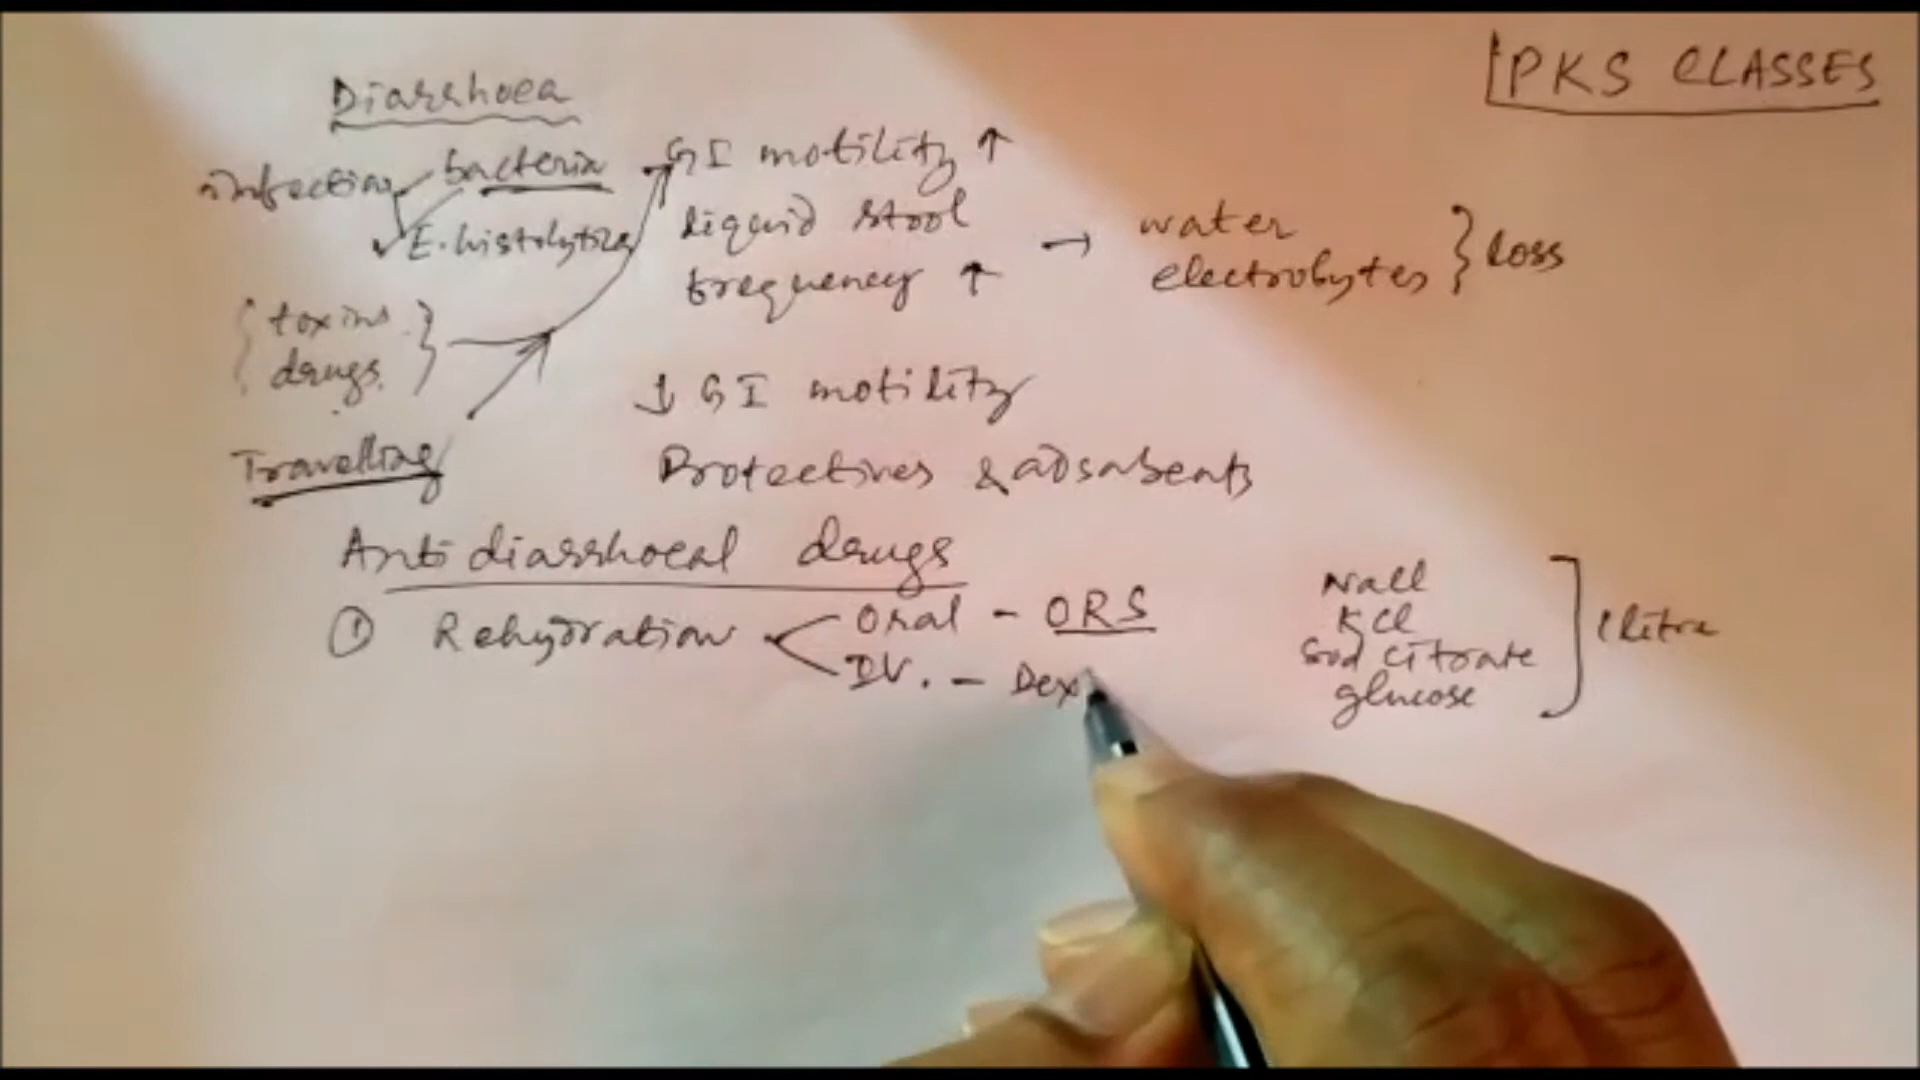 PKS CLASSES
Diarrhoea
infection bacteria
E. histolytica
GI motility ↑
liquid stool
frequency ↑
→ water
electrolytes } loss
{ toxins
drugs }
Travelling
↓ GI motility
Protectives & adsabents
Antidiarrhoeal drugs
① Rehydration
Oral - ORS
IV. - Dex
NaCl
KCl
Sod citrate
glucose
] 1 litre